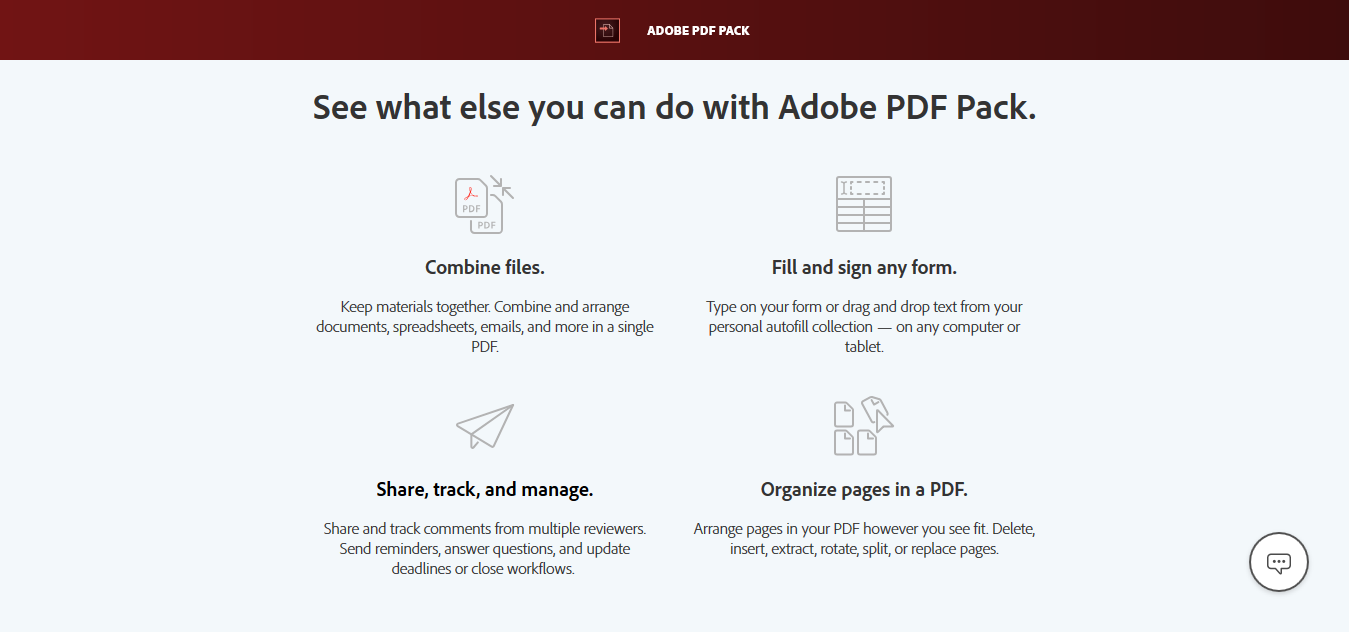 ADOBE PDF PACK
See what else you can do with Adobe PDF Pack.
PDF
PDF
Combine files.
Keep materials together. Combine and arrange
documents, spreadsheets, emails, and more in a single
PDF.
Fill and sign any form.
Type on your form or drag and drop text from your
personal autofill collection — on any computer or
tablet.
Share, track, and manage.
Share and track comments from multiple reviewers.
Send reminders, answer questions, and update
deadlines or close workflows.
Organize pages in a PDF.
Arrange pages in your PDF however you see fit. Delete,
insert, extract, rotate, split, or replace pages.